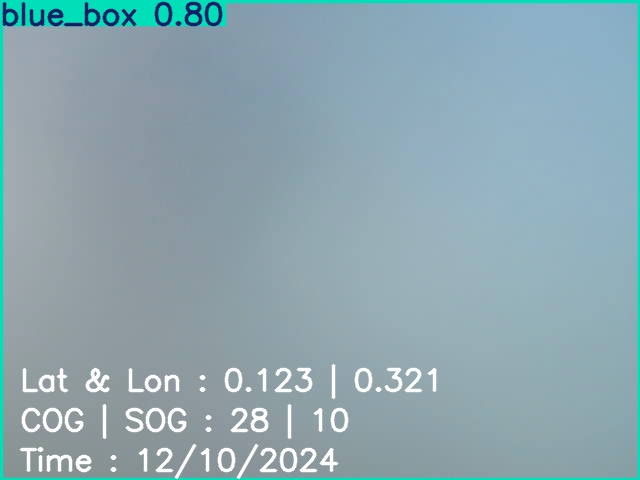 blue_box 0.80
Lat & Lon : 0.123 | 0.321
COG | SOG : 28 | 10
Time : 12/10/2024